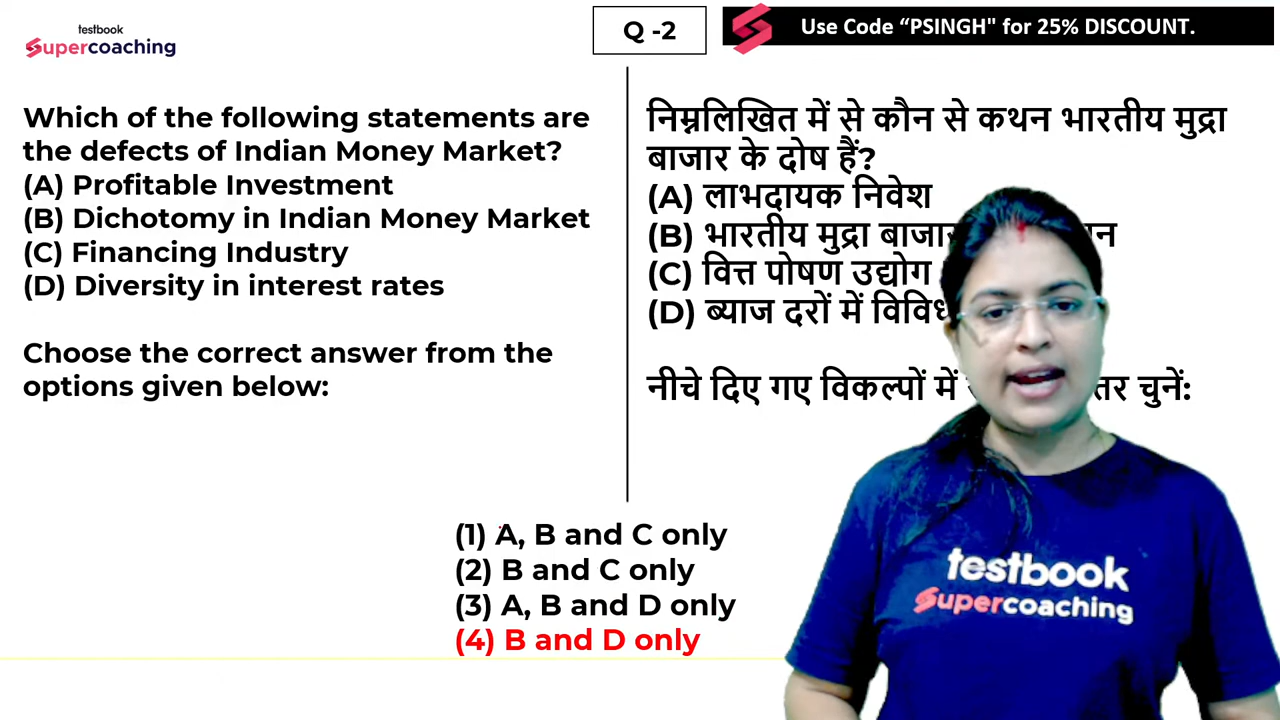 testbook
Supercoaching
Q -2
Use Code “PSINGH" for 25% DISCOUNT.
Which of the following statements are
the defects of Indian Money Market?
(A) Profitable Investment
(B) Dichotomy in Indian Money Market
(C) Financing Industry
(D) Diversity in interest rates
Choose the correct answer from the
options given below:
निम्नलिखित में से कौन से कथन भारतीय मुद्रा
बाजार के दोष हैं?
(A) लाभदायक निवेश
(B) भारतीय मुद्रा
(C) वित्त पोषण उद्योग
(D) ब्याज दरों में
नीचे दिए गए विकल्पों में चुनें:
(1) A, B and C only
(2) B and C only
(3) A, B and D only
(4) B and D only
testbook
Supercoaching